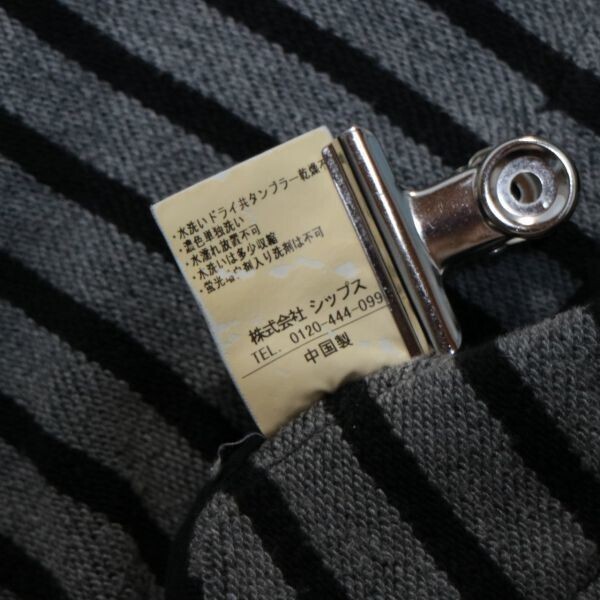 ・水洗いドライ共タンブラー乾燥不
・濃色単独洗い
・水濡れ放置不可
・水洗いは多少収縮
・蛍光増白剤入り洗剤は不可
株式会社 シップス
TEL. 0120-444-099
中国製